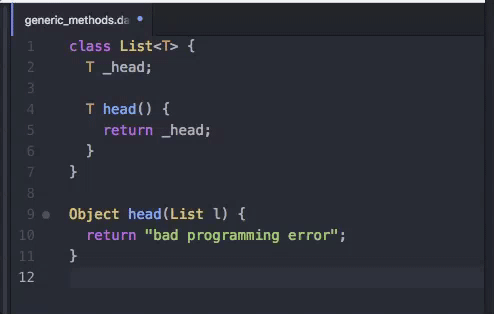 generic_methods.da
1 class List<T> {
2 T _head;
3
4 T head() {
5 return _head;
6 }
7 }
8
9 Object head(List l) {
10 return "bad programming error";
11 }
12